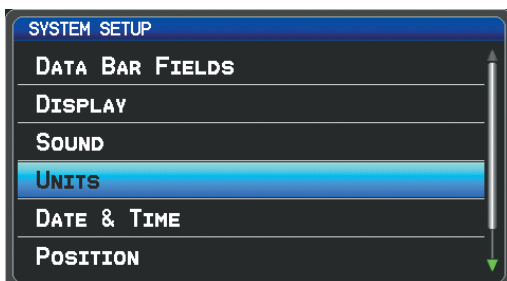 SYSTEM SETUP
DATA BAR FIELDS
DISPLAY
SOUND
UNITS
DATE & TIME
POSITION